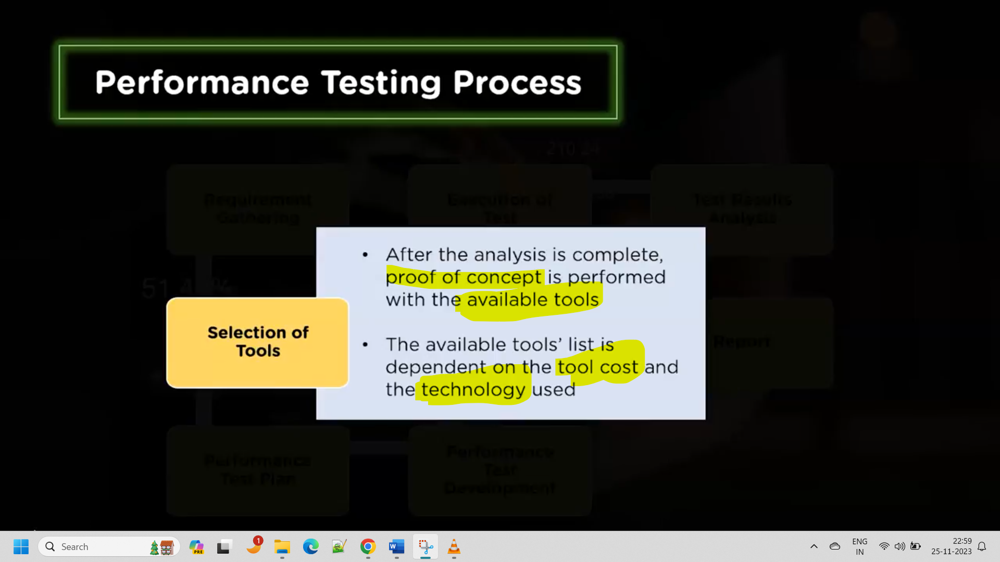 Performance Testing Process
210 24
Requirement
Gathering
Execution of
Test
Test Results
Analysis
• After the analysis is complete,
proof of concept is performed
with the available tools
Selection of
Tools
• The available tools’ list is
dependent on the tool cost and
the technology used
Report
Performance
Test Plan
Performance
Test
Development
Search
PRE
1
ENG
IN
22:59
25-11-2023